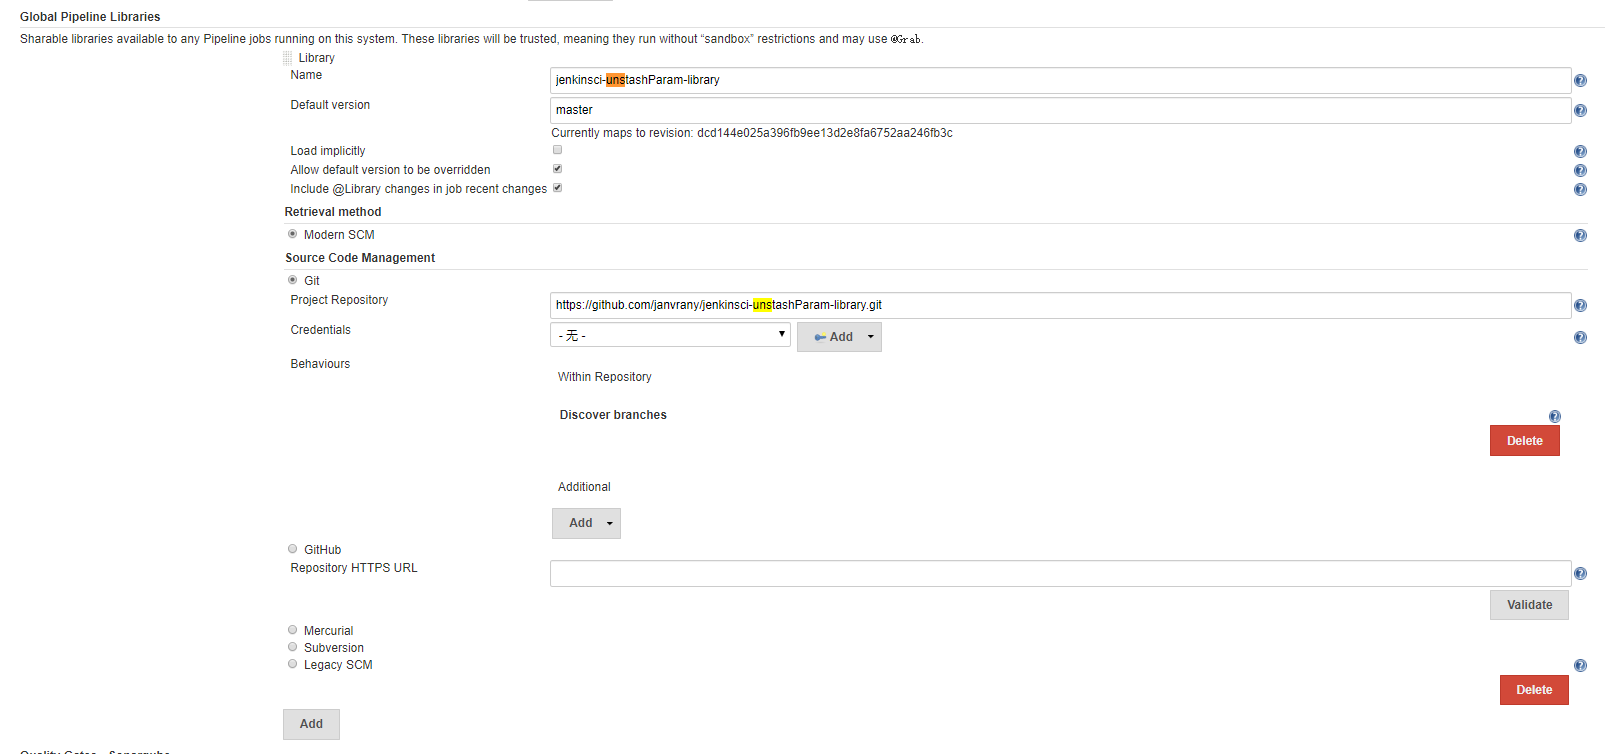 Global Pipeline Libraries
Sharable libraries available to any Pipeline jobs running on this system. These libraries will be trusted, meaning they run without “sandbox” restrictions and may use @Grab.
Library
Name
jenkinsci-unstashParam-library
Default version
master
Currently maps to revision: dcd144e025a396fb9ee13d2e8fa6752aa246fb3c
Load implicitly
Allow default version to be overridden
Include @Library changes in job recent changes
Retrieval method
Modern SCM
Source Code Management
Git
Project Repository
https://github.com/janvrany/jenkinsci-unstashParam-library.git
Credentials
- 无 -
Add
Behaviours
Within Repository
Discover branches
Delete
Additional
Add
GitHub
Repository HTTPS URL
Validate
Mercurial
Subversion
Legacy SCM
Delete
Add
Quality Gates - Sonarqube